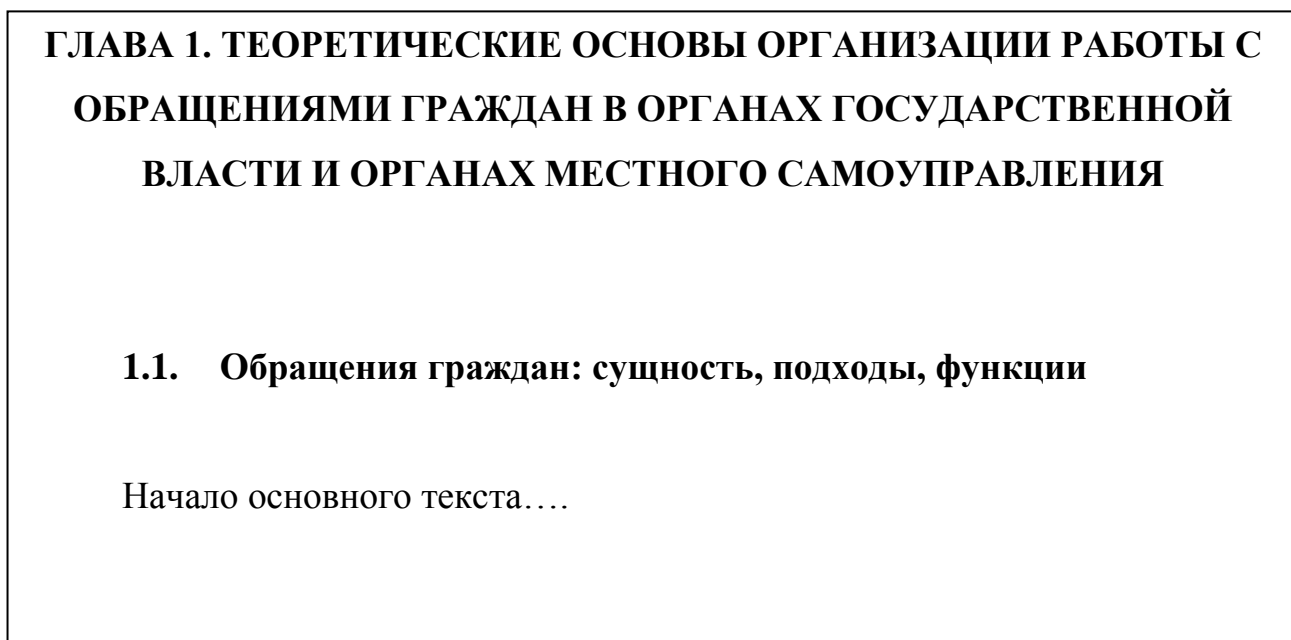 ГЛАВА 1. ТЕОРЕТИЧЕСКИЕ ОСНОВЫ ОРГАНИЗАЦИИ РАБОТЫ С
ОБРАЩЕНИЯМИ ГРАЖДАН В ОРГАНАХ ГОСУДАРСТВЕННОЙ
ВЛАСТИ И ОРГАНАХ МЕСТНОГО САМОУПРАВЛЕНИЯ
1.1. Обращения граждан: сущность, подходы, функции
Начало основного текста….